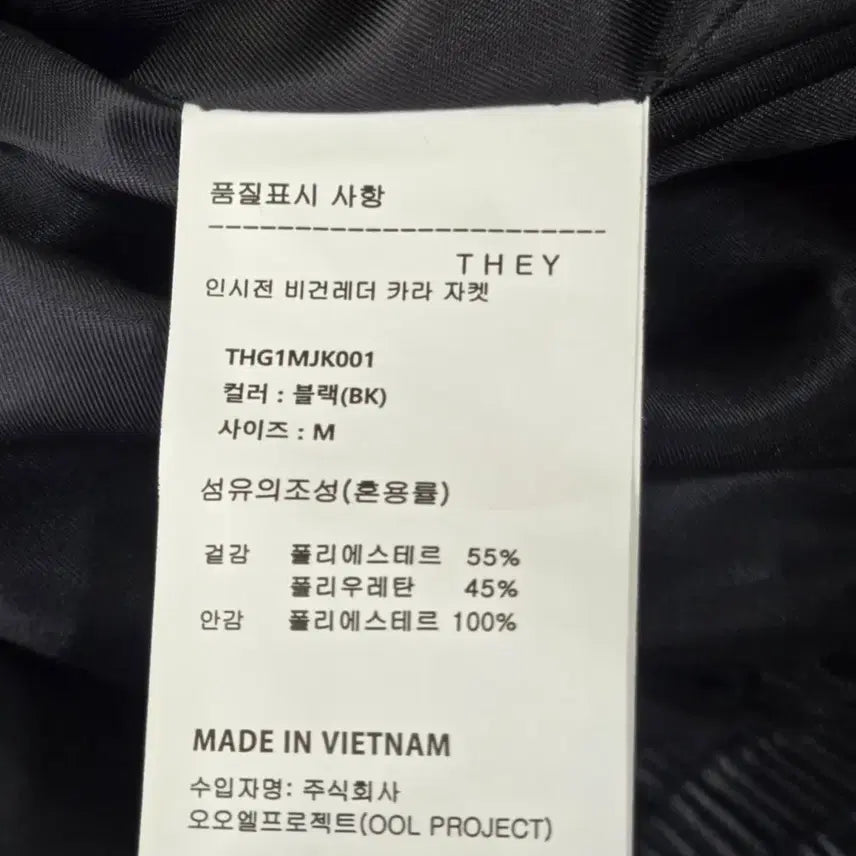 품질표시 사항
THEY
인시전 비건레더 카라 자켓
THG1MJK001
컬러 : 블랙(BK)
사이즈 : M
섬유의조성(혼용률)
겉감 폴리에스테르 55%
폴리우레탄 45%
안감 폴리에스테르 100%
MADE IN VIETNAM
수입자명: 주식회사
오오엘프로젝트(OOL PROJECT)